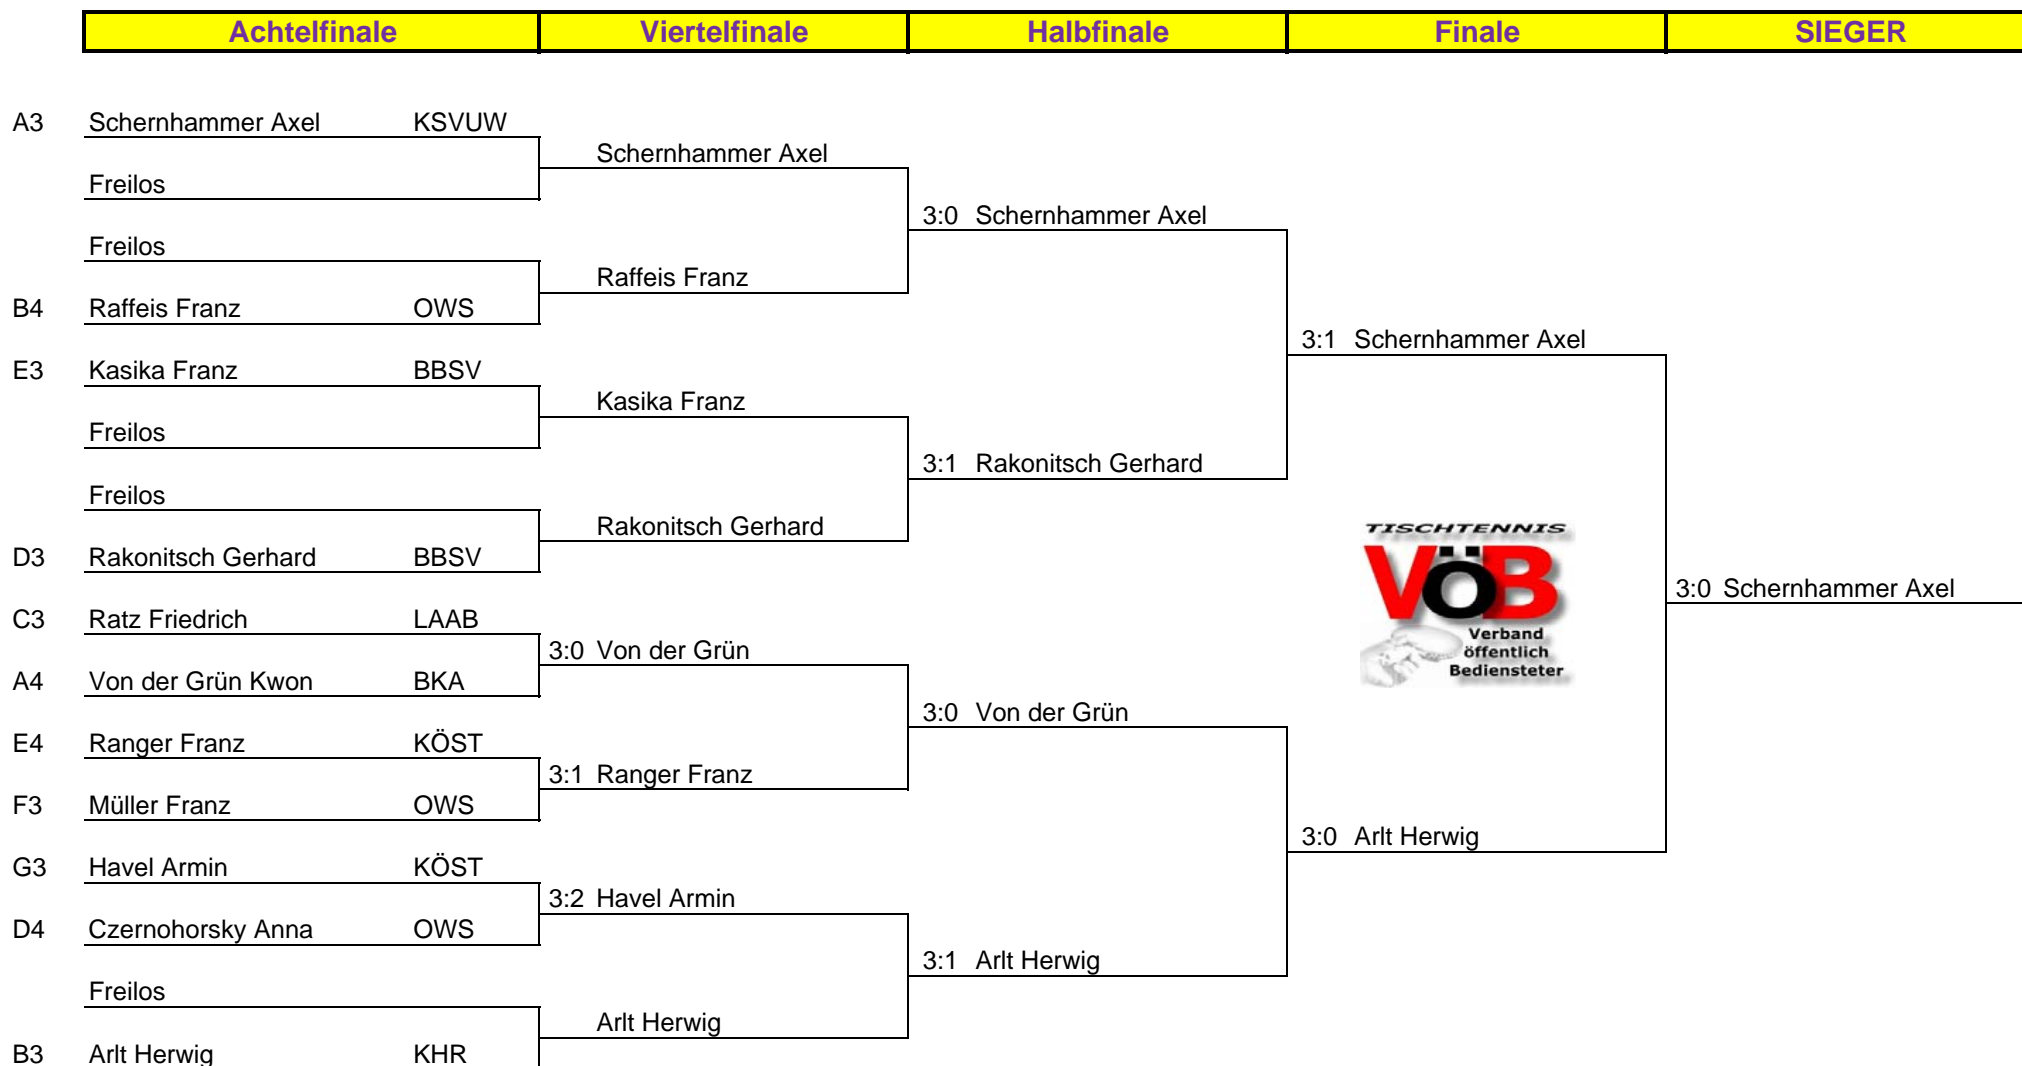 Achtelfinale Viertelfinale Halbfinale Finale SIEGER
A3 Schernhammer Axel KSVUW
Schernhammer Axel
Freilos
3:0 Schernhammer Axel
Freilos
Raffeis Franz
B4 Raffeis Franz OWS
3:1 Schernhammer Axel
E3 Kasika Franz BBSV
Kasika Franz
Freilos
3:1 Rakonitsch Gerhard
Freilos
Rakonitsch Gerhard
TISCHTENNIS
VöB
Verband
öffentlich
Bediensteter
D3 Rakonitsch Gerhard BBSV
3:0 Schernhammer Axel
C3 Ratz Friedrich LAAB
3:0 Von der Grün
A4 Von der Grün Kwon BKA
3:0 Von der Grün
E4 Ranger Franz KÖST
3:1 Ranger Franz
F3 Müller Franz OWS
3:0 Arlt Herwig
G3 Havel Armin KÖST
3:2 Havel Armin
D4 Czernohorsky Anna OWS
3:1 Arlt Herwig
Freilos
Arlt Herwig
B3 Arlt Herwig KHR